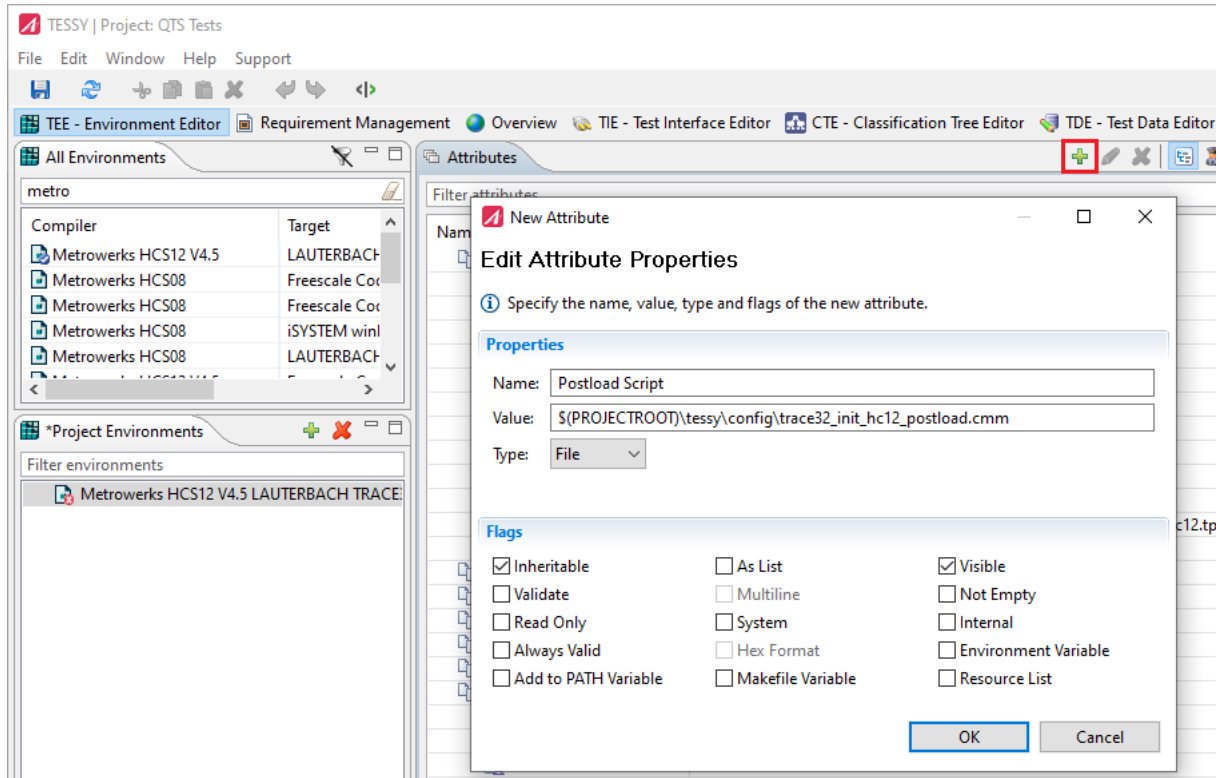 TESSY | Project: QTS Tests
File Edit Window Help Support
TEE - Environment Editor Requirement Management Overview TIE - Test Interface Editor CTE - Classification Tree Editor TDE - Test Data Editor
All Environments
metro
Compiler Target
Metrowerks HCS12 V4.5 LAUTERBACH
Metrowerks HCS08 Freescale Co
Metrowerks HCS08 Freescale Co
Metrowerks HCS08 iSYSTEM win
Metrowerks HCS08 LAUTERBACH
*Project Environments
Filter environments
Metrowerks HCS12 V4.5 LAUTERBACH TRACE
Attributes
Filter attributes
Nam
c12.tp
New Attribute
Edit Attribute Properties
Specify the name, value, type and flags of the new attribute.
Properties
Name: Postload Script
Value: $(PROJECTROOT)\tessy\config\trace32_init_hc12_postload.cmm
Type: File
Flags
Inheritable As List Visible
Validate Multiline Not Empty
Read Only System Internal
Always Valid Hex Format Environment Variable
Add to PATH Variable Makefile Variable Resource List
OK Cancel